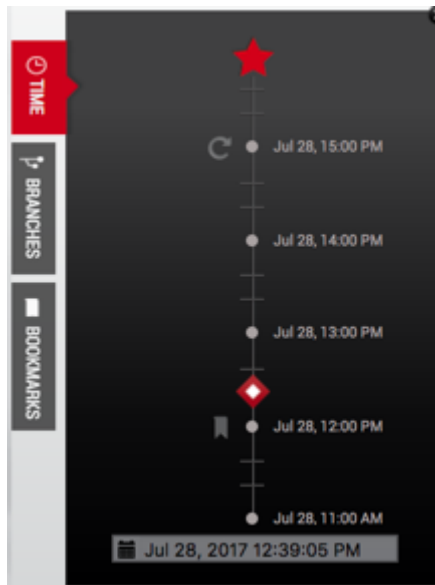 TIME
BRANCHES
BOOKMARKS
Jul 28, 15:00 PM
Jul 28, 14:00 PM
Jul 28, 13:00 PM
Jul 28, 12:00 PM
Jul 28, 11:00 AM
Jul 28, 2017 12:39:05 PM